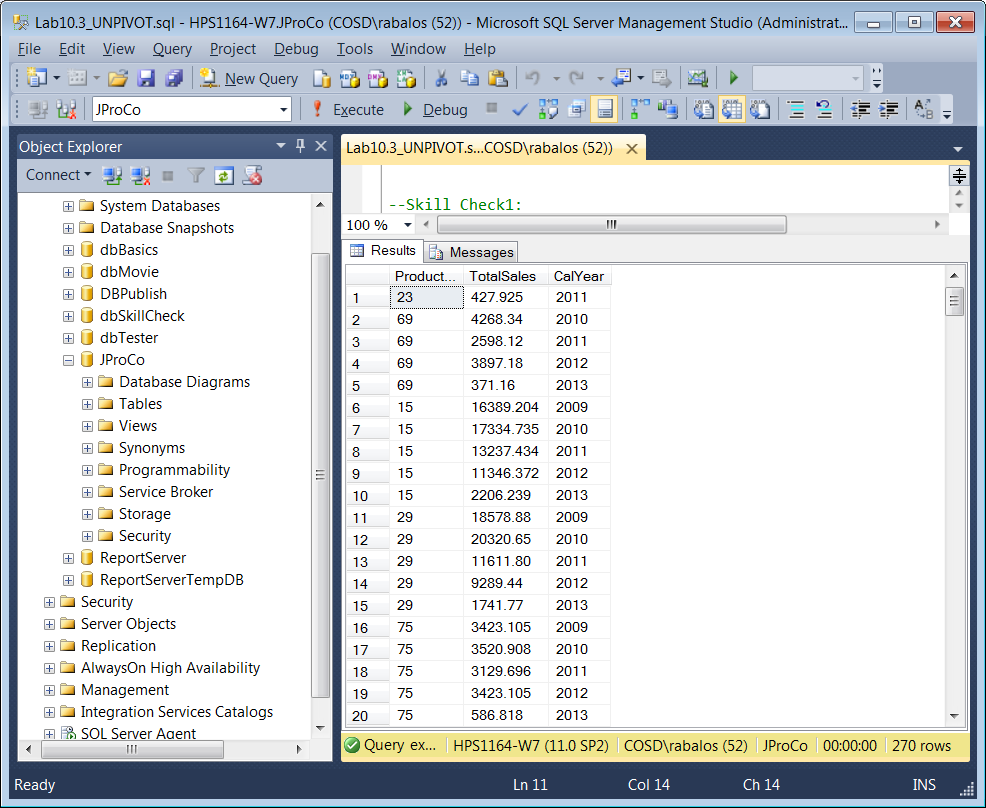 Lab10.3_UNPIVOT.sql - HPS1164-W7.JProCo (COSD\rabalos (52)) - Microsoft SQL Server Management Studio (Administrat...
File Edit View Query Project Debug Tools Window Help
New Query
JProCo Execute Debug
Object Explorer
Connect
System Databases
Database Snapshots
dbBasics
dbMovie
DBPublish
dbSkillCheck
dbTester
JProCo
Database Diagrams
Tables
Views
Synonyms
Programmability
Service Broker
Storage
Security
ReportServer
ReportServerTempDB
Security
Server Objects
Replication
AlwaysOn High Availability
Management
Integration Services Catalogs
SQL Server Agent
Lab10.3_UNPIVOT.s...COSD\rabalos (52))
--Skill Check1:
100 %
Results Messages
Product... TotalSales CalYear
1 23 427.925 2011
2 69 4268.34 2010
3 69 2598.12 2011
4 69 3897.18 2012
5 69 371.16 2013
6 15 16389.204 2009
7 15 17334.735 2010
8 15 13237.434 2011
9 15 11346.372 2012
10 15 2206.239 2013
11 29 18578.88 2009
12 29 20320.65 2010
13 29 11611.80 2011
14 29 9289.44 2012
15 29 1741.77 2013
16 75 3423.105 2009
17 75 3520.908 2010
18 75 3129.696 2011
19 75 3423.105 2012
20 75 586.818 2013
Query ex... HPS1164-W7 (11.0 SP2) COSD\rabalos (52) JProCo 00:00:00 270 rows
Ready Ln 11 Col 14 Ch 14 INS